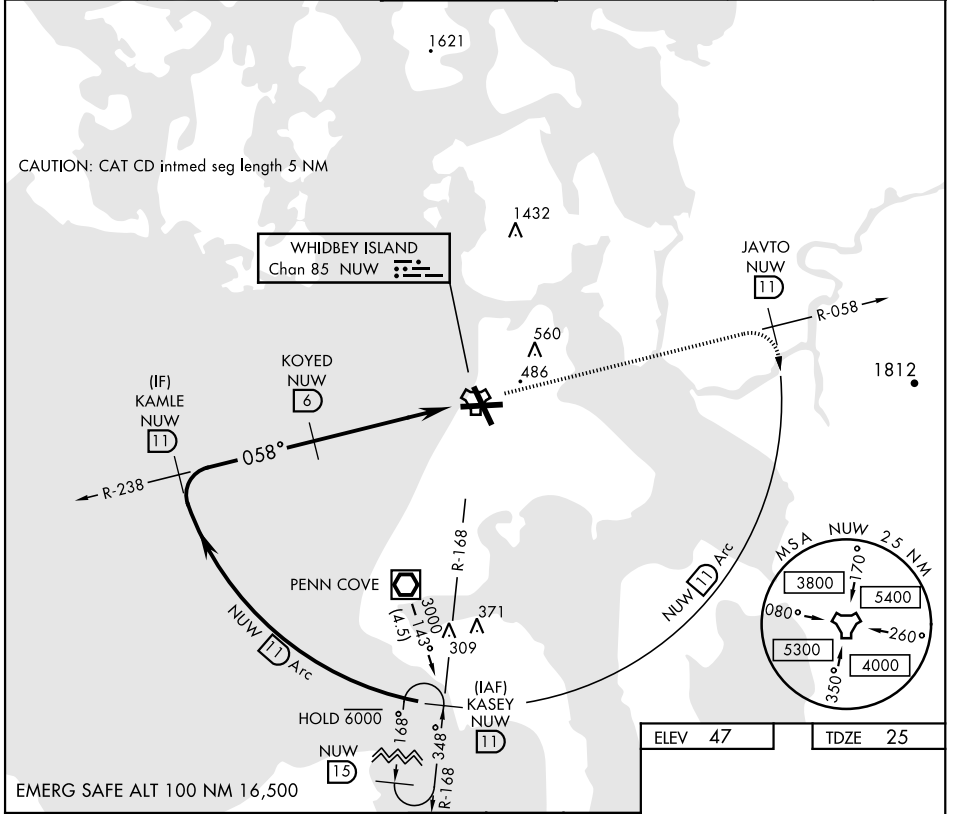 1621
CAUTION: CAT CD intmed seg length 5 NM
1432
WHIDBEY ISLAND
Chan 85 NUW
JAVTO
NUW
11
R-058
560
486
1812
KOYED
NUW
6
(IF)
KAMLE
NUW
11
058°
R-238
R-168
PENN COVE
3000
143°
(4.5)
371
309
NUW 11 Arc
NUW 11 Arc
MSA NUW 25 NM
3800
170°
5400
080°
260°
5300
350°
4000
(IAF)
KASEY
NUW
11
HOLD 6000
168°
348°
NUW
15
R-168
ELEV 47
TDZE 25
EMERG SAFE ALT 100 NM 16,500